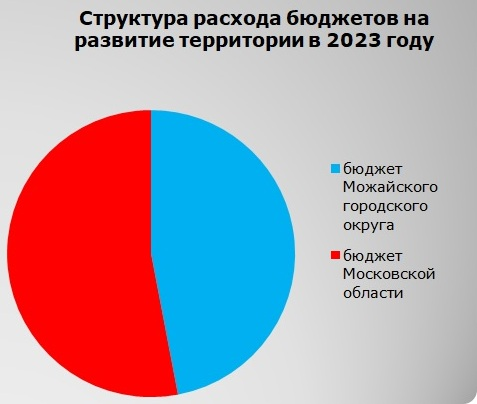 Структура расхода бюджетов на
развитие территории в 2023 году
бюджет
Можайского
городского
округа
бюджет
Московской
области